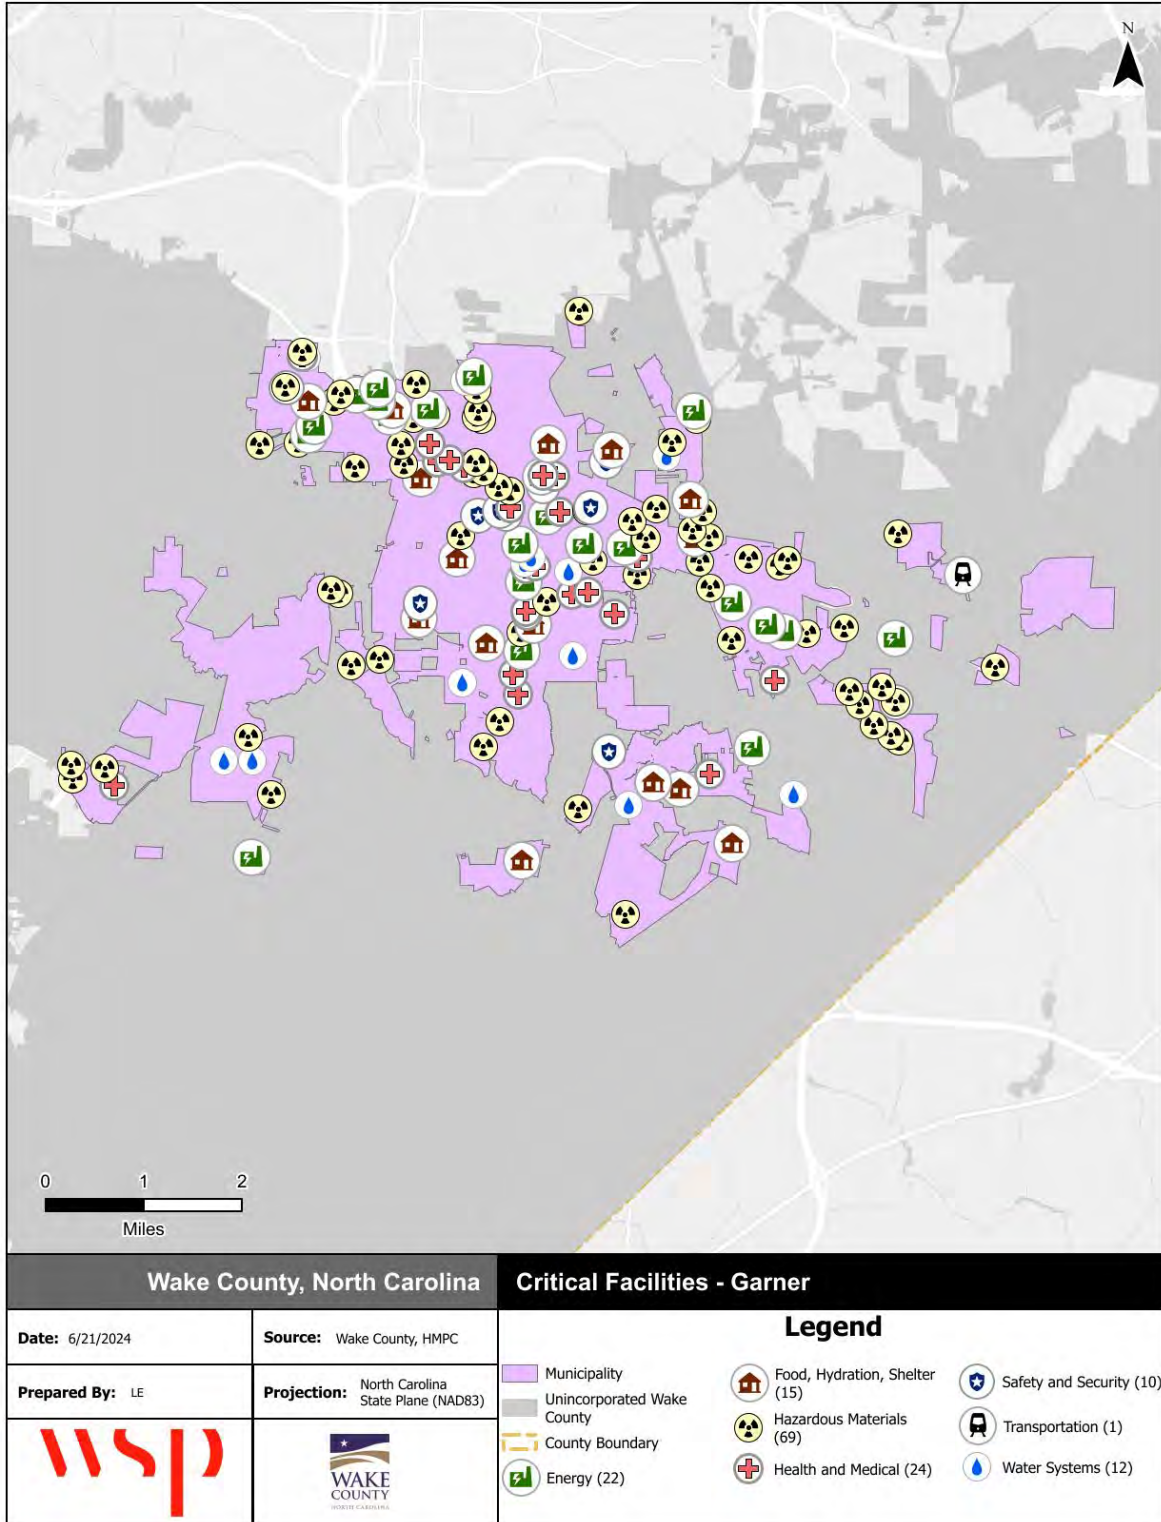 N
0 1 2
Miles
Wake County, North Carolina
Critical Facilities - Garner
Date: 6/21/2024
Source: Wake County, HMPC
Prepared By: LE
Projection: North Carolina
State Plane (NAD83)
wsp
WAKE
COUNTY
NORTH CAROLINA
Legend
Municipality
Unincorporated Wake
County
County Boundary
Energy (22)
Food, Hydration, Shelter
(15)
Hazardous Materials
(69)
Health and Medical (24)
Safety and Security (10)
Transportation (1)
Water Systems (12)